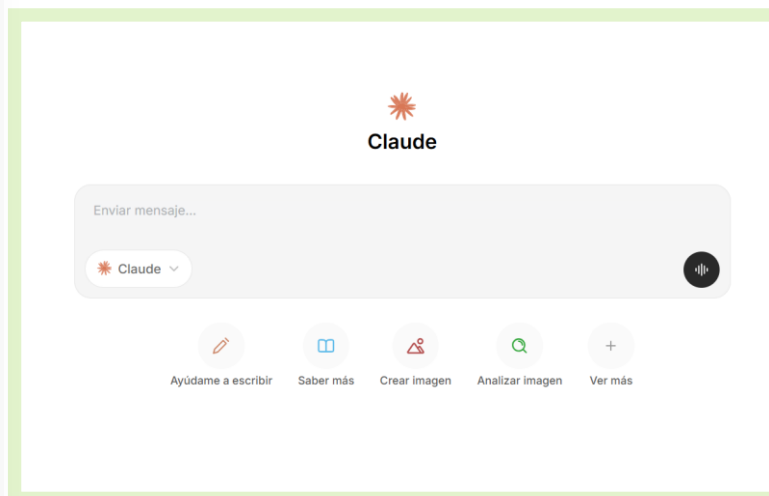 Claude
Enviar mensaje...
Claude
Ayúdame a escribir
Saber más
Crear imagen
Analizar imagen
Ver más